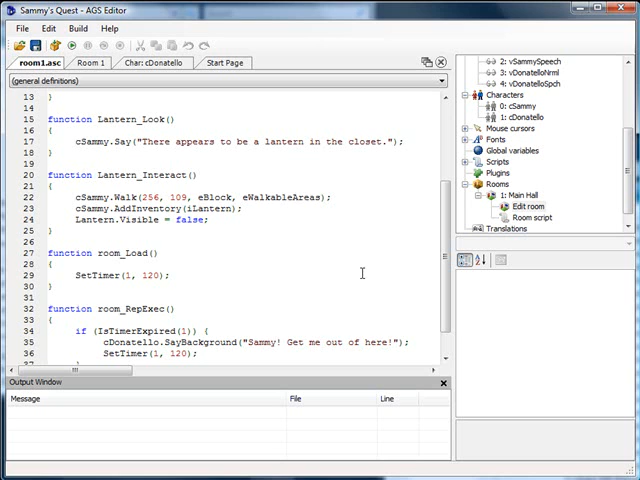 Sammy's Quest - AGS Editor
File Edit Build Help
room1.asc Room 1 Char: cDonatello Start Page
(general definitions)
13 }
14
15 function Lantern_Look()
16 {
17 cSammy.Say("There appears to be a lantern in the closet.");
18 }
19
20 function Lantern_Interact()
21 {
22 cSammy.Walk(256, 109, eBlock, eWalkableAreas);
23 cSammy.AddInventory(iLantern);
24 Lantern.Visible = false;
25 }
26
27 function room_Load()
28 {
29 SetTimer(1, 120);
30 }
31
32 function room_RepExec()
33 {
34 if (IsTimerExpired(1)) {
35 cDonatello.SayBackground("Sammy! Get me out of here!");
36 SetTimer(1, 120);
2: vSammySpeech
3: vDonatelloNrml
4: vDonatelloSpch
Characters
0: cSammy
1: cDonatello
Mouse cursors
Fonts
Global variables
Scripts
Plugins
Rooms
1: Main Hall
Edit room
Room script
Translations
Output Window
Message File Line